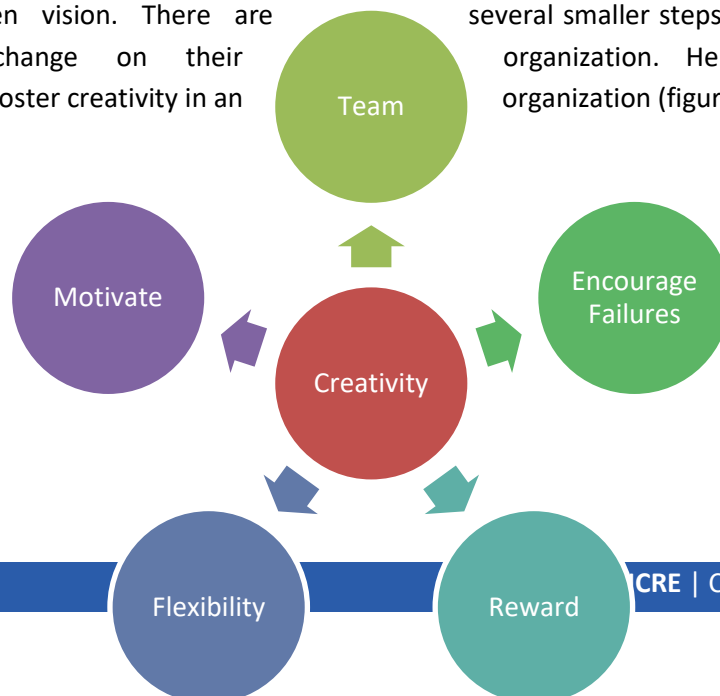 en vision. There are several smaller steps
change on their organization. He
oster creativity in an organization (figur
Team
Motivate
Encourage
Failures
Creativity
Flexibility
Reward
CRE | C